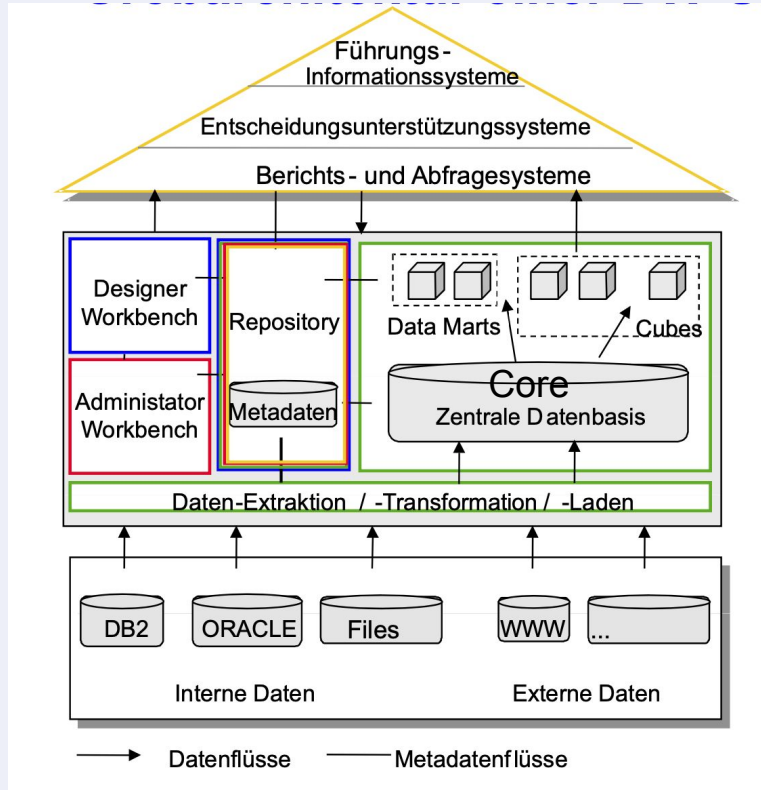 Führungs-
Informationssysteme
Entscheidungsunterstützungssysteme
Berichts- und Abfragesysteme
Designer
Workbench
Administator
Workbench
Repository
Metadaten
Data Marts
Cubes
Core
Zentrale Datenbasis
Daten-Extraktion / -Transformation / -Laden
DB2
ORACLE
Files
WWW
...
Interne Daten
Externe Daten
Datenflüsse
Metadatenflüsse